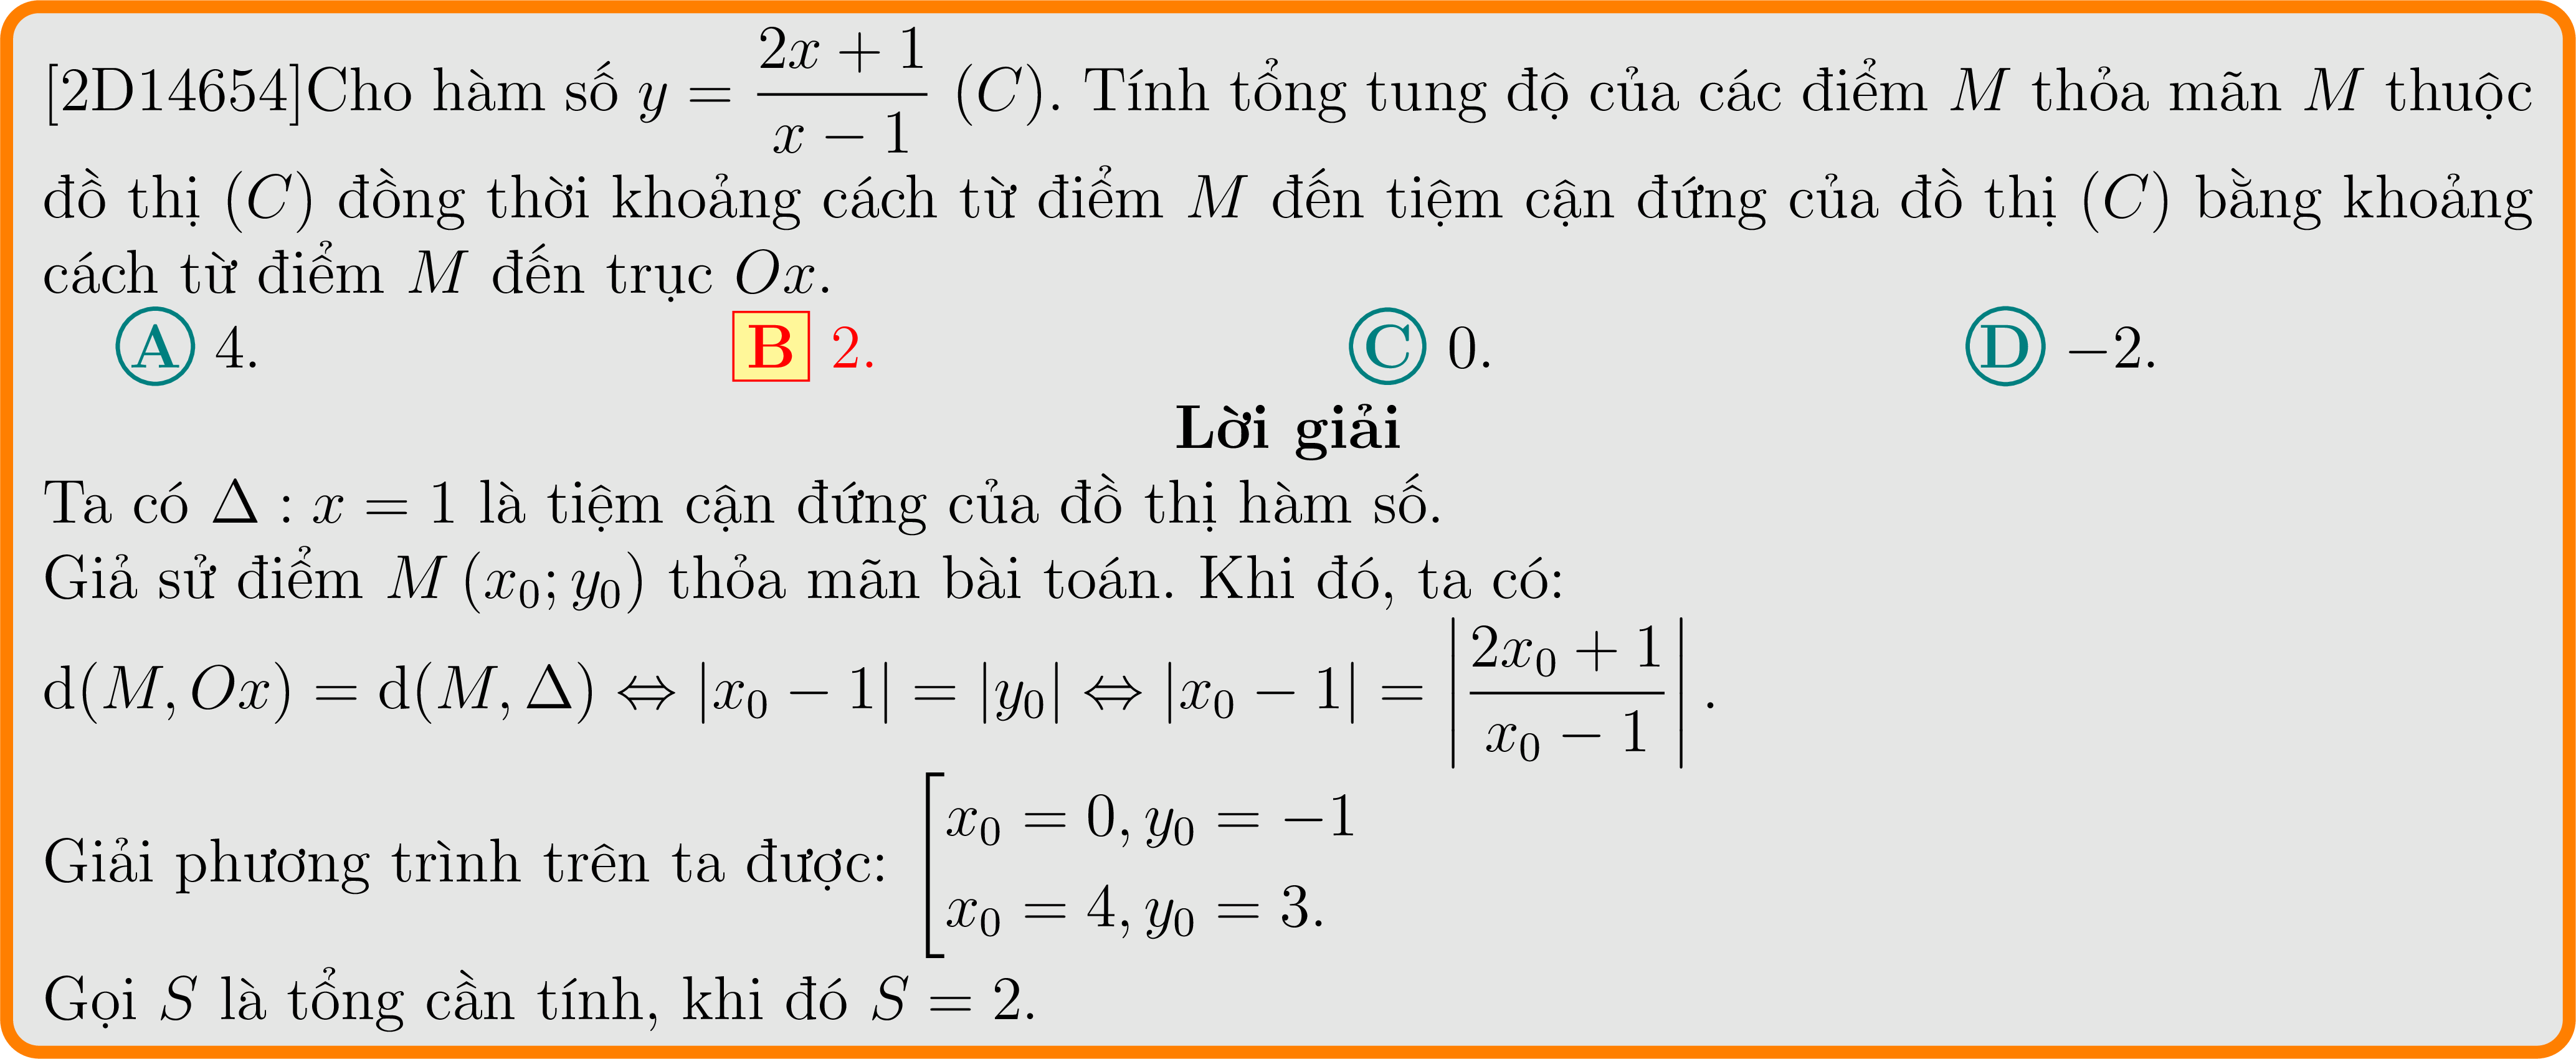 [2D14654]Cho hàm số $y = \dfrac{2x+1}{x-1}$ $(C)$. Tính tổng tung độ của các điểm $M$ thỏa mãn $M$ thuộc
đồ thị $(C)$ đồng thời khoảng cách từ điểm $M$ đến tiệm cận đứng của đồ thị $(C)$ bằng khoảng
cách từ điểm $M$ đến trục $Ox$.
A 4. B 2. C 0. D −2.
Lời giải
Ta có $\Delta : x = 1$ là tiệm cận đứng của đồ thị hàm số.
Giả sử điểm $M(x_0; y_0)$ thỏa mãn bài toán. Khi đó, ta có:
$\mathrm{d}(M, Ox) = \mathrm{d}(M, \Delta) \Leftrightarrow |x_0 - 1| = |y_0| \Leftrightarrow |x_0 - 1| = \left|\dfrac{2x_0+1}{x_0-1}\right|.$
Giải phương trình trên ta được: $\left[\begin{array}{l} x_0 = 0, y_0 = -1 \\ x_0 = 4, y_0 = 3. \end{array}\right.$
Gọi $S$ là tổng cần tính, khi đó $S = 2$.